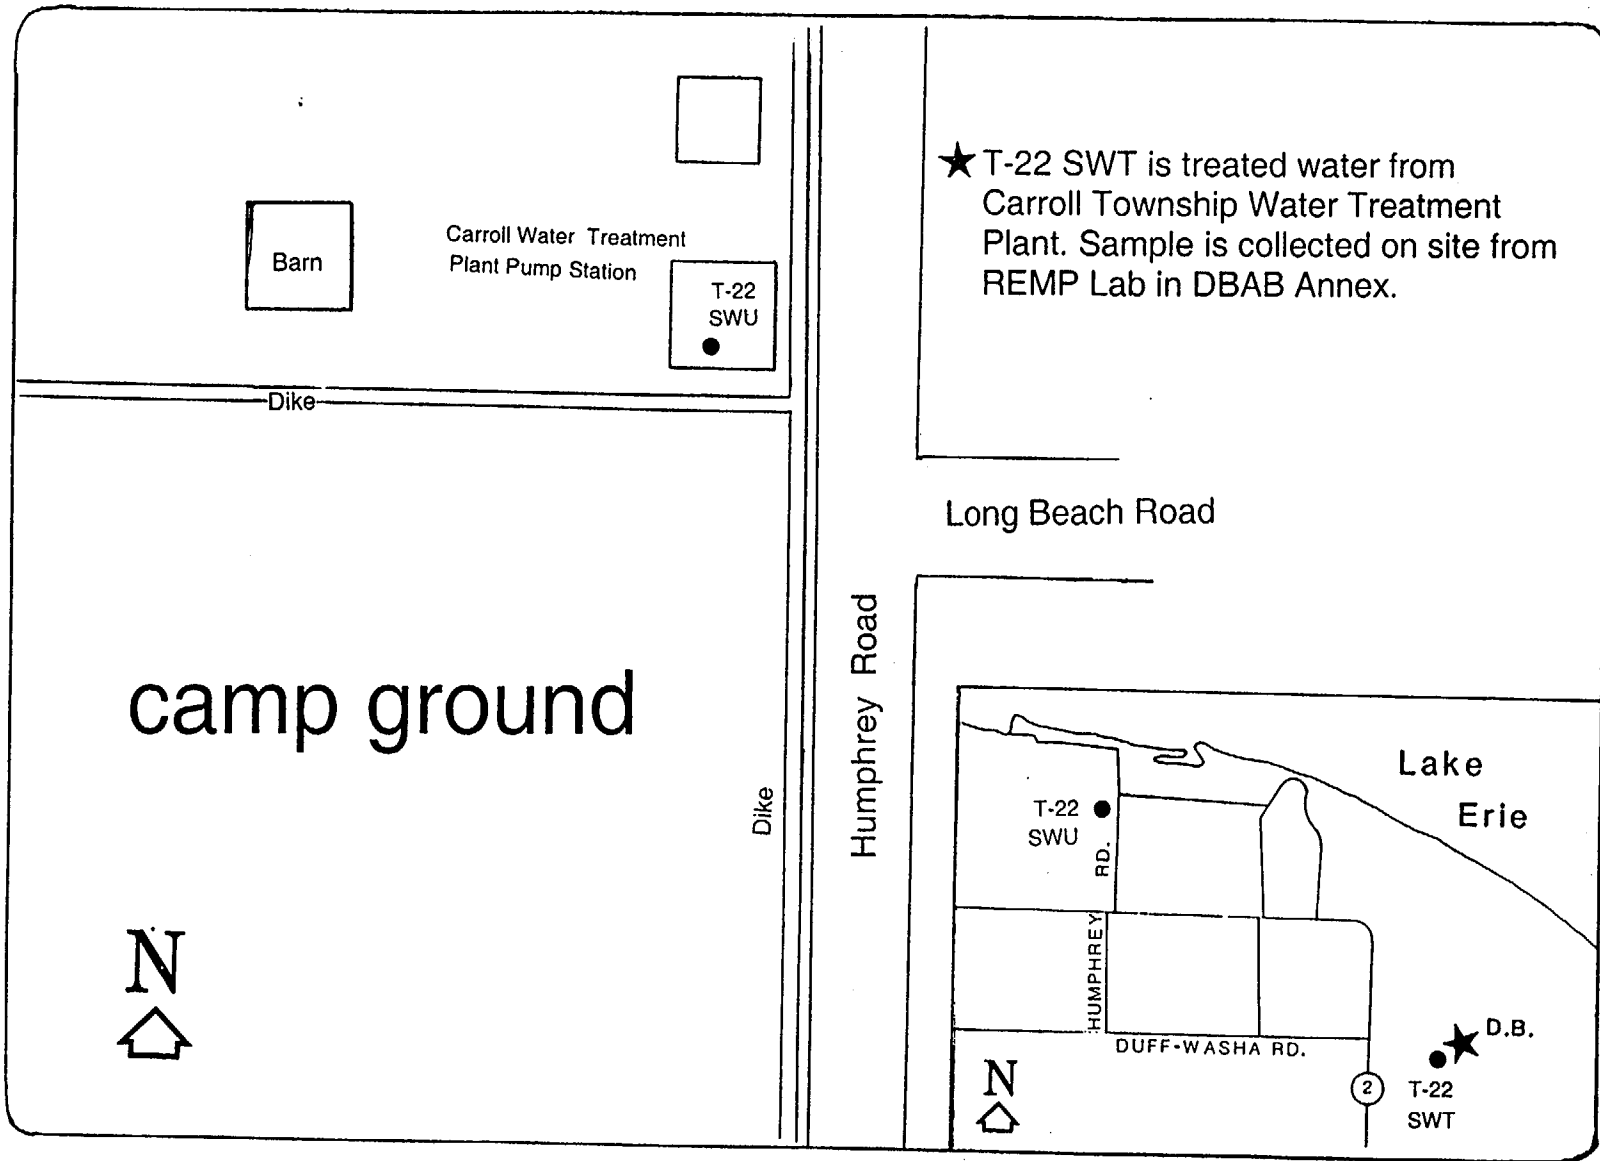 ★ T-22 SWT is treated water from
Carroll Township Water Treatment
Plant. Sample is collected on site from
REMP Lab in DBAB Annex.
Barn
Carroll Water Treatment
Plant Pump Station
T-22
SWU
Dike
Long Beach Road
camp ground
Dike
Humphrey Road
N
Lake
Erie
T-22
SWU
RD.
HUMPHREY
DUFF-WASHA RD.
N
2
D.B.
T-22
SWT